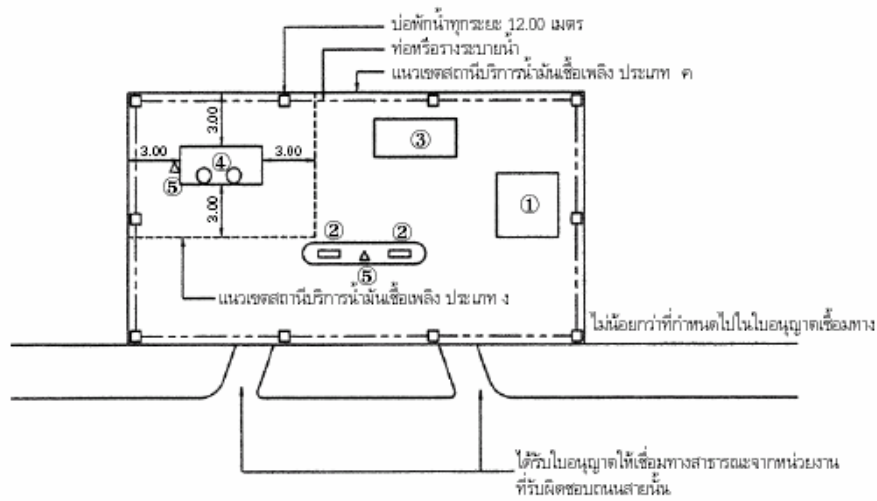 บ่อพักน้ำทุกระยะ 12.00 เมตร
ท่อหรือรางระบายน้ำ
แนวเขตสถานีบริการน้ำมันเชื้อเพลิง ประเภท ค
3.00
③
3.00
④
3.00
①
⑤
3.00
②
②
⑤
แนวเขตสถานีบริการน้ำมันเชื้อเพลิง ประเภท ง
ไม่น้อยกว่าที่กำหนดไปในใบอนุญาตเชื่อมทาง
ได้รับใบอนุญาตให้เชื่อมทางสาธารณะจากหน่วยงาน
ที่รับผิดชอบถนนสายนั้น